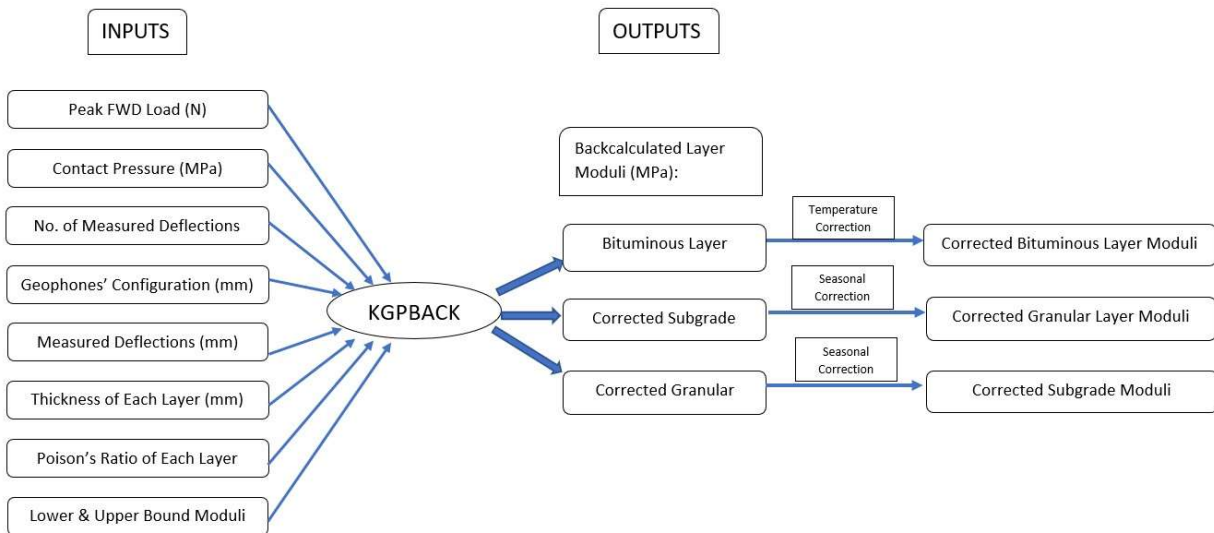 INPUTS
OUTPUTS
Peak FWD Load (N)
Contact Pressure (MPa)
No. of Measured Deflections
Geophones' Configuration (mm)
Measured Deflections (mm)
Thickness of Each Layer (mm)
Poison's Ratio of Each Layer
Lower & Upper Bound Moduli
KGPBACK
Backcalculated Layer
Moduli (MPa):
Bituminous Layer
Temperature
Correction
Corrected Bituminous Layer Moduli
Corrected Subgrade
Seasonal
Correction
Corrected Granular Layer Moduli
Corrected Granular
Seasonal
Correction
Corrected Subgrade Moduli